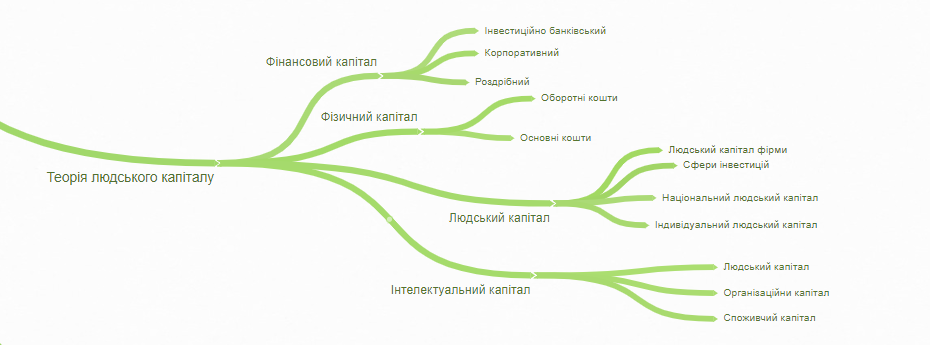 Теорія людського капіталу
Фінансовий капітал
Інвестиційно банківський
Корпоративний
Роздрібний
Фізичний капітал
Оборотні кошти
Основні кошти
Людський капітал
Людський капітал фірми
Сфери інвестицій
Національний людський капітал
Індивідуальний людський капітал
Інтелектуальний капітал
Людський капітал
Організаційни капітал
Споживчий капітал